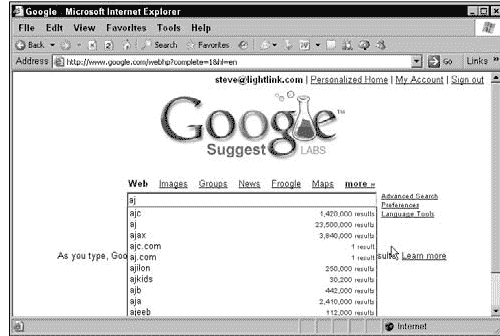 Google - Microsoft Internet Explorer
File Edit View Favorites Tools Help
Back Search Favorites
Address http://www.google.com/webhp?complete=1&hl=en Go Links »
steve@lightlink.com | Personalized Home | My Account | Sign out
Google™
Suggest LABS
Web Images Groups News Froogle Maps more »
aj
Advanced Search
Preferences
Language Tools
ajc 1,420,000 results
aj 23,500,000 results
ajax 3,840,000 results
ajc.com 1 result
As you type, Goo aj.com 1 result sults. Learn more
ajilon 250,000 results
ajkids 30,200 results
ajb 442,000 results
aja 2,410,000 results
ajeeb 112,000 results
Internet